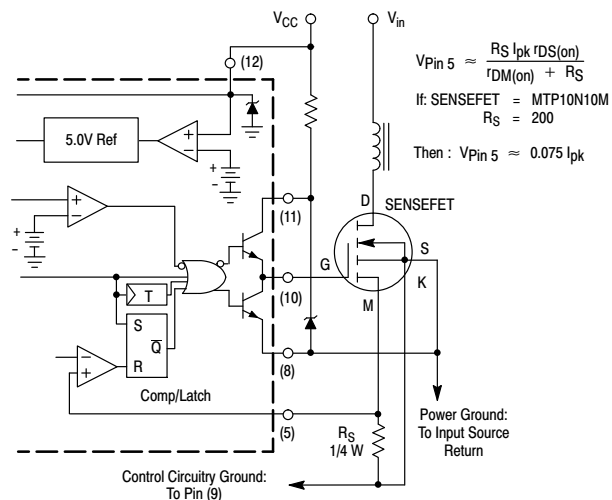 VCC
Vin
(12)
VPin 5 ≈ RS Ipk rDS(on)
rDM(on) + RS
If: SENSEFET = MTP10N10M
RS = 200
Then : VPin 5 ≈ 0.075 Ipk
5.0V Ref
+
-
+
-
+
-
+
-
(11)
D
SENSEFET
S
G
K
(10)
M
T
S
Q
R
-
+
(8)
Comp/Latch
(5)
Power Ground:
To Input Source
Return
RS
1/4 W
Control Circuitry Ground:
To Pin (9)